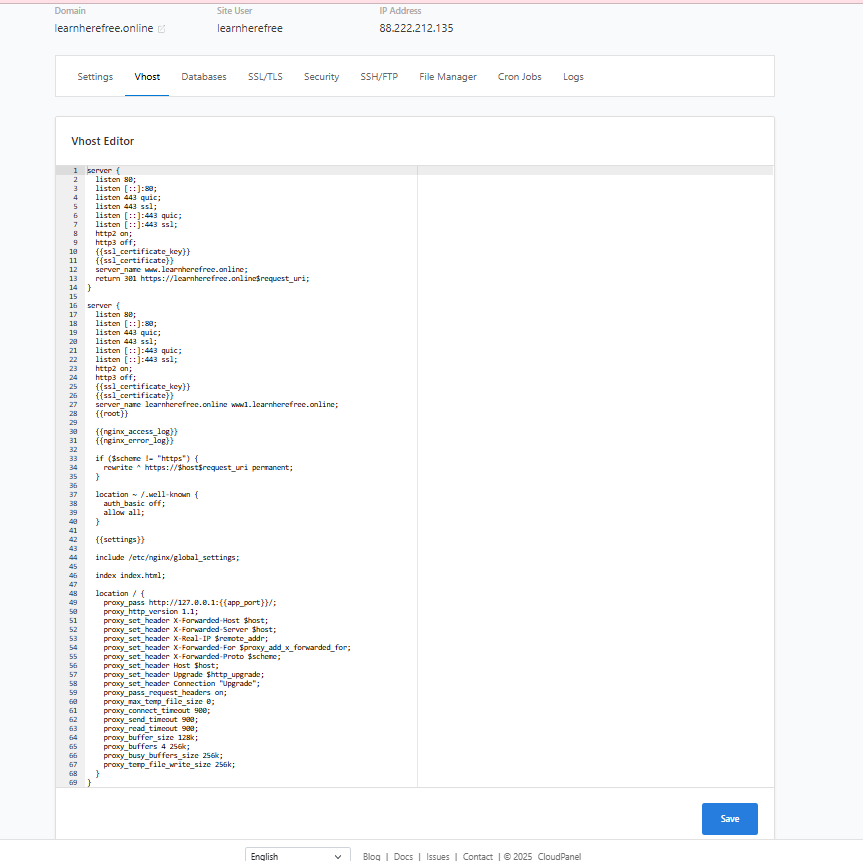 Domain
Site User
IP Address
learnherefree.online
learnherefree
88.222.212.135
Settings
Vhost
Databases
SSL/TLS
Security
SSH/FTP
File Manager
Cron Jobs
Logs
Vhost Editor
1 server {
2 listen 80;
3 listen [::]:80;
4 listen 443 quic;
5 listen 443 ssl;
6 listen [::]:443 quic;
7 listen [::]:443 ssl;
8 http2 on;
9 http3 off;
10 {{ssl_certificate_key}}
11 {{ssl_certificate}}
12 server_name www.learnherefree.online;
13 return 301 https://learnherefree.online$request_uri;
14 }
15
16 server {
17 listen 80;
18 listen [::]:80;
19 listen 443 quic;
20 listen 443 ssl;
21 listen [::]:443 quic;
22 listen [::]:443 ssl;
23 http2 on;
24 http3 off;
25 {{ssl_certificate_key}}
26 {{ssl_certificate}}
27 server_name learnherefree.online www1.learnherefree.online;
28 {{root}}
29
30 {{nginx_access_log}}
31 {{nginx_error_log}}
32
33 if ($scheme != "https") {
34 rewrite ^ https://$host$request_uri permanent;
35 }
36
37 location ~ /.well-known {
38 auth_basic off;
39 allow all;
40 }
41
42 {{settings}}
43
44 include /etc/nginx/global_settings;
45
46 index index.html;
47
48 location / {
49 proxy_pass http://127.0.0.1:{{app_port}}/;
50 proxy_http_version 1.1;
51 proxy_set_header X-Forwarded-Host $host;
52 proxy_set_header X-Forwarded-Server $host;
53 proxy_set_header X-Real-IP $remote_addr;
54 proxy_set_header X-Forwarded-For $proxy_add_x_forwarded_for;
55 proxy_set_header X-Forwarded-Proto $scheme;
56 proxy_set_header Host $host;
57 proxy_set_header Upgrade $http_upgrade;
58 proxy_set_header Connection "Upgrade";
59 proxy_pass_request_headers on;
60 proxy_max_temp_file_size 0;
61 proxy_connect_timeout 900;
62 proxy_send_timeout 900;
63 proxy_read_timeout 900;
64 proxy_buffer_size 128k;
65 proxy_buffers 4 256k;
66 proxy_busy_buffers_size 256k;
67 proxy_temp_file_write_size 256k;
68 }
69 }
Save
English
Blog | Docs | Issues | Contact | © 2025 CloudPanel